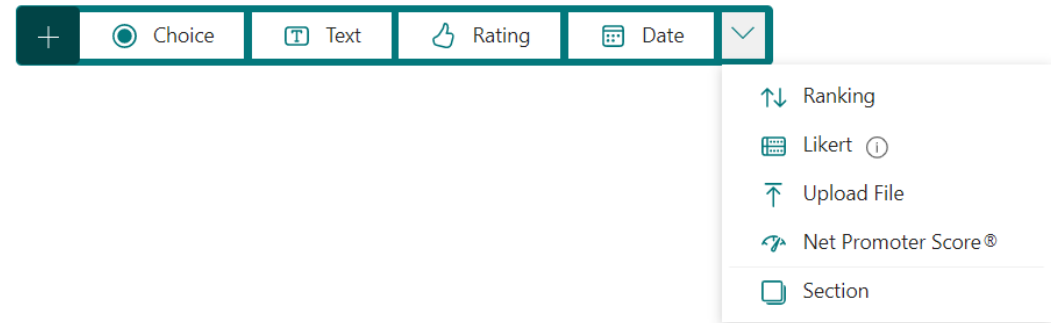 Choice Text Rating Date
Ranking
Likert
Upload File
Net Promoter Score®
Section